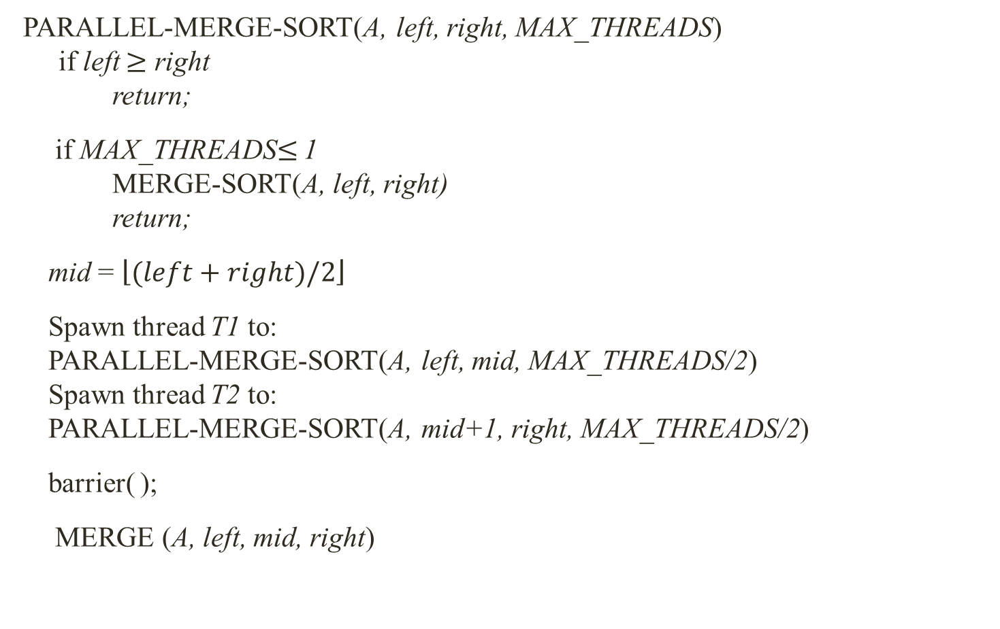 PARALLEL-MERGE-SORT(A, left, right, MAX_THREADS)
if left ≥ right
return;
if MAX_THREADS≤ 1
MERGE-SORT(A, left, right)
return;
mid = ⌊(left + right)/2⌋
Spawn thread T1 to:
PARALLEL-MERGE-SORT(A, left, mid, MAX_THREADS/2)
Spawn thread T2 to:
PARALLEL-MERGE-SORT(A, mid+1, right, MAX_THREADS/2)
barrier( );
MERGE (A, left, mid, right)